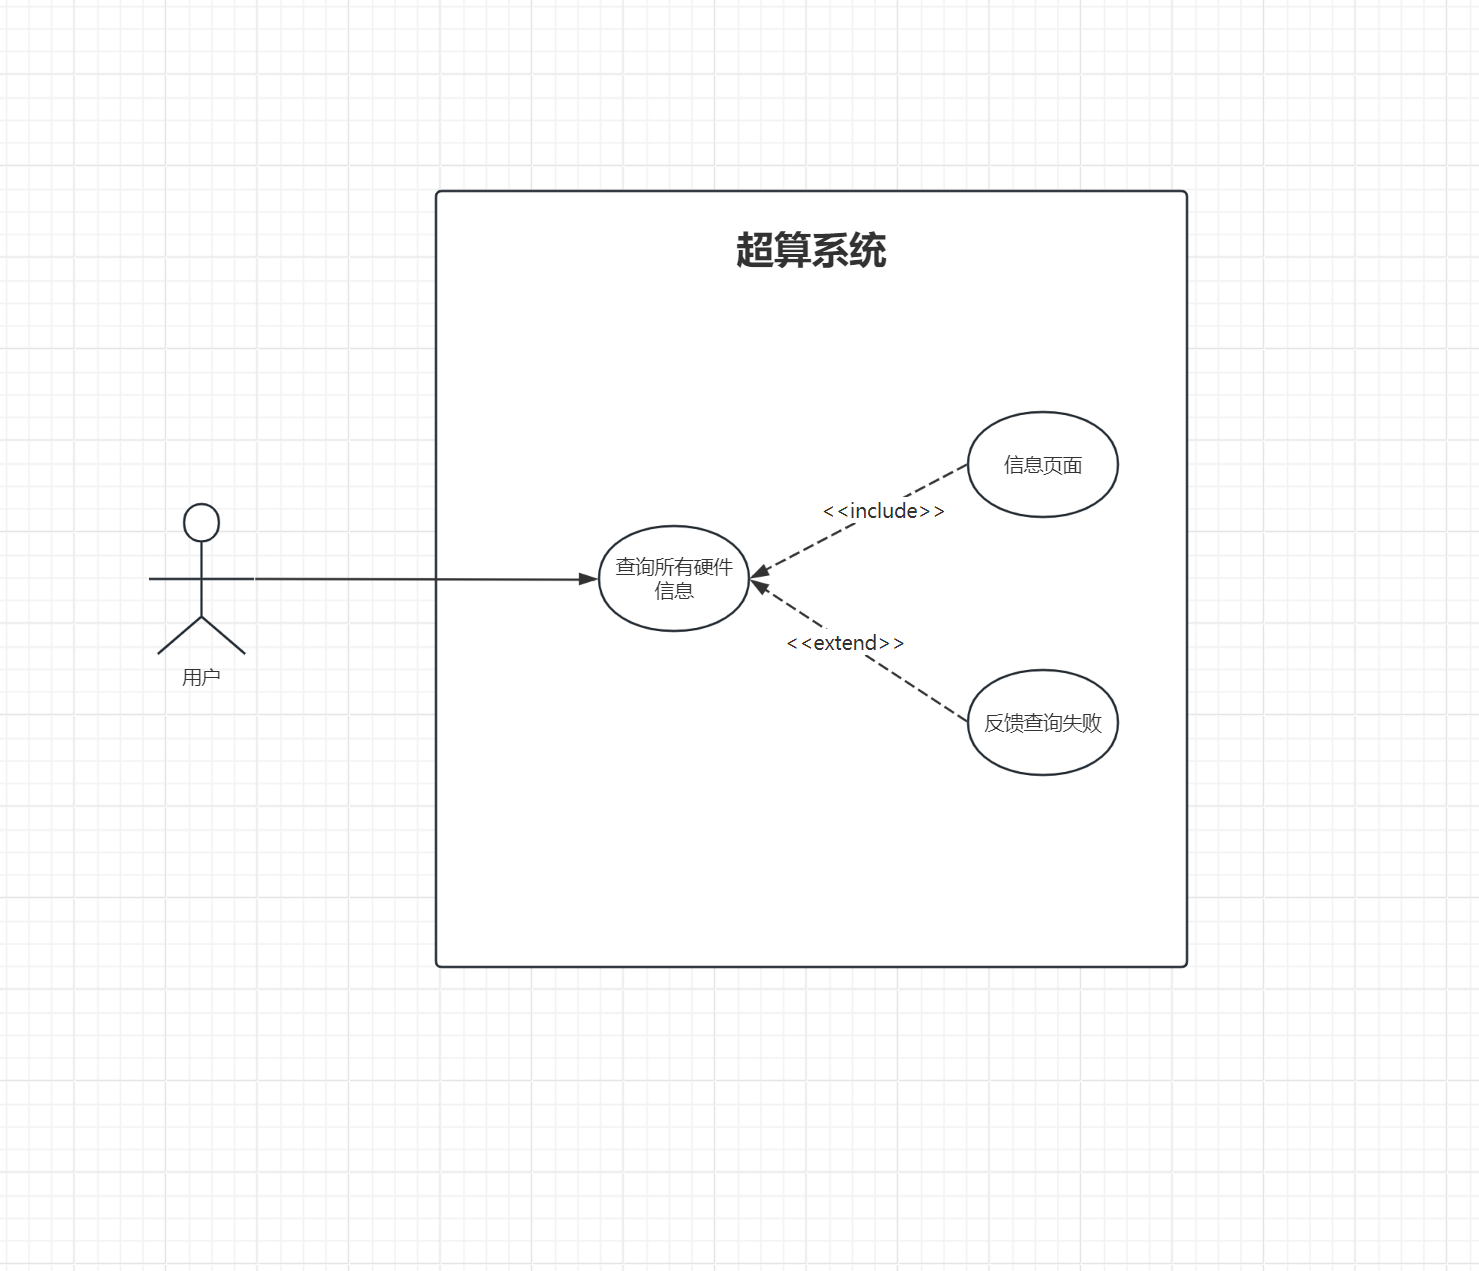 超算系统
信息页面
<<include>>
查询所有硬件
信息
<<extend>>
用户
反馈查询失败